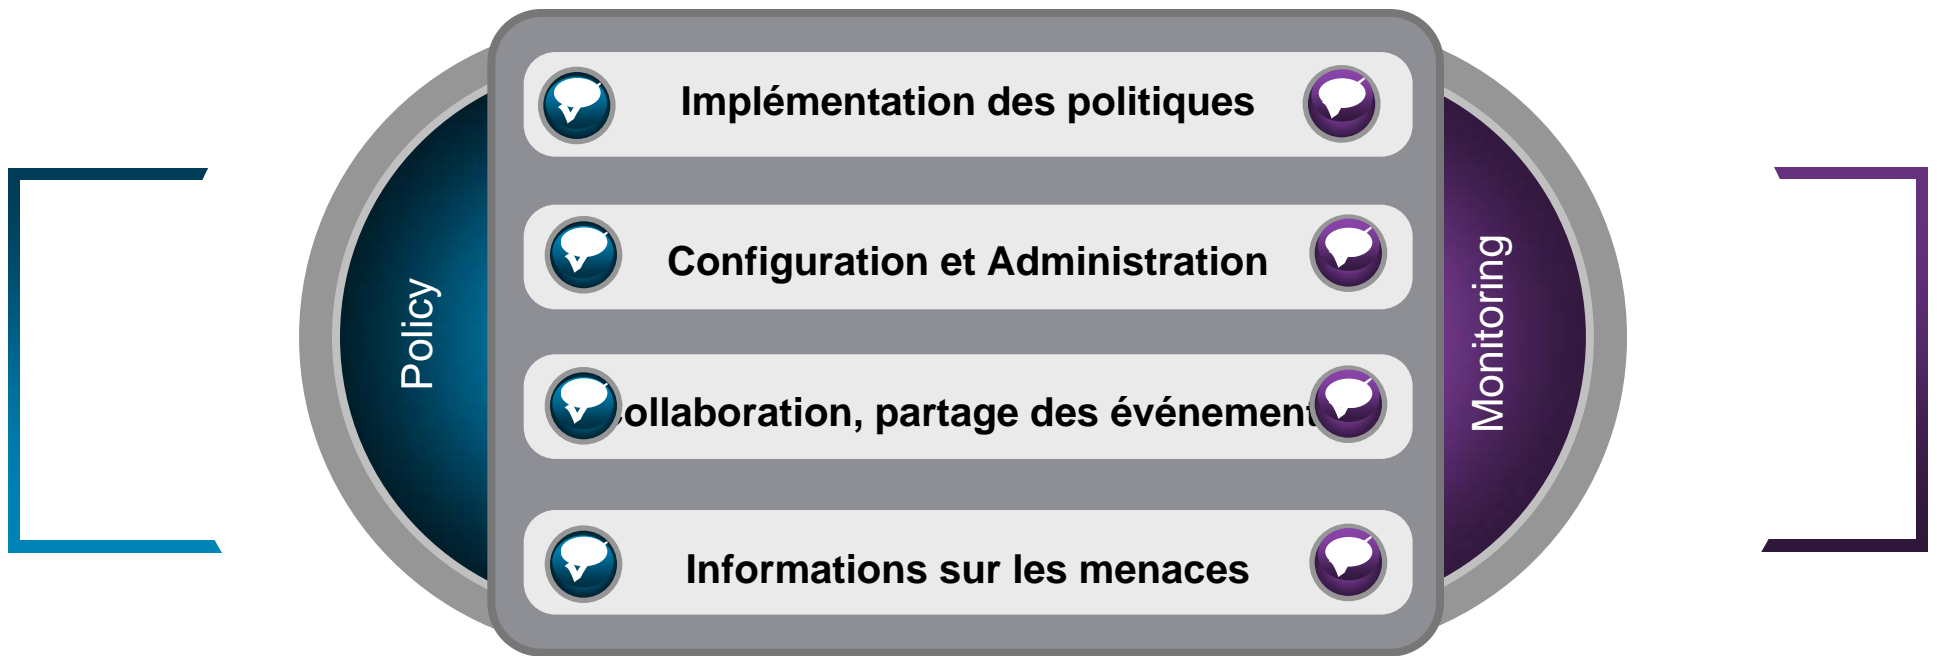 Implémentation des politiques
Configuration et Administration
Policy
Monitoring
ollaboration, partage des événement
Informations sur les menaces